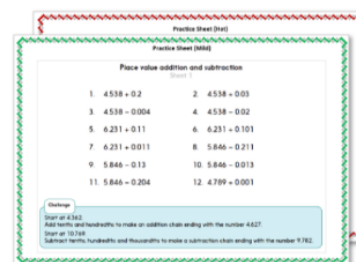 Practice Sheet (Hot)
Practice Sheet (Mild)
Place value addition and subtraction
Sheet 1
1. 4.538 + 0.2
2. 4.538 + 0.03
3. 4.538 – 0.004
4. 4.538 – 0.02
5. 6.231 + 0.11
6. 6.231 + 0.101
7. 6.231 + 0.011
8. 5.846 – 0.211
9. 5.846 – 0.13
10. 5.846 – 0.013
11. 5.846 – 0.204
12. 4.789 + 0.001
Challenge
Start at 4.363.
Add tenths and hundredths to make an addition chain ending with the number 4.627.
Start at 10.769.
Subtract tenths, hundredths and thousandths to make a subtraction chain ending with the number 9.782.